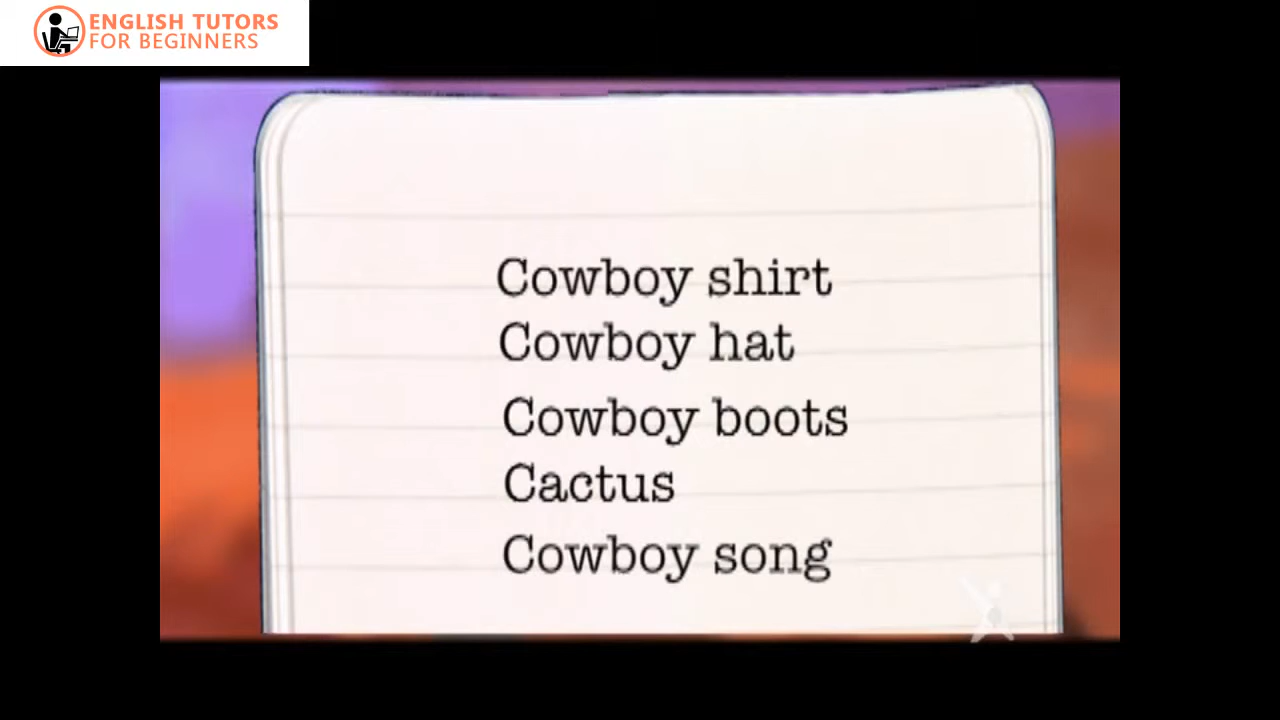 ENGLISH TUTORS
FOR BEGINNERS
Cowboy shirt
Cowboy hat
Cowboy boots
Cactus
Cowboy song